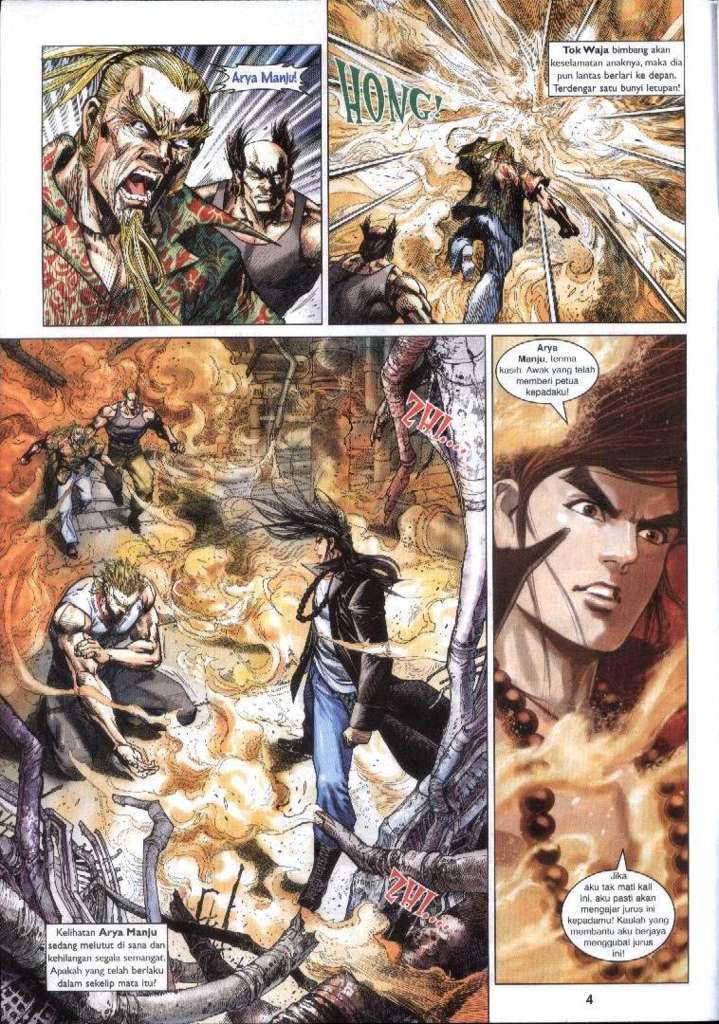 Arya Manju!
HONG!
Tok Waja bimbang akan
keselamatan anaknya, maka dia
pun lantas berlari ke depan.
Terdengar satu bunyi letupan!
ZHI...
ZHI...
Kelihatan Arya Manju
sedang melutut di sana dan
kehilangan segala semangat.
Apakah yang telah berlaku
dalam sekelip mata itu!
Arya
Manju, terima
kasih. Awak yang telah
memberi petua
kepadaku!
Jika
aku tak mati kali
ini, aku pasti akan
mengajar jurus ini
kepadamu! Kaulah yang
membantu aku berjaya
menggubal jurus
ini!
4